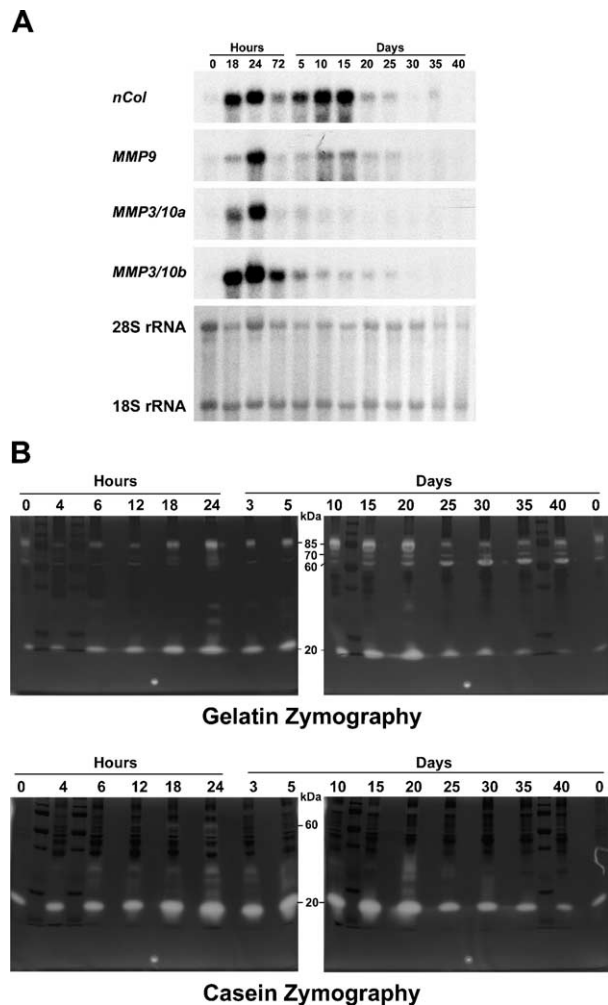 A
Hours Days
0 18 24 72 5 10 15 20 25 30 35 40
nCol
MMP9
MMP3/10a
MMP3/10b
28S rRNA
18S rRNA
B
Hours Days
0 4 6 12 18 24 3 5 10 15 20 25 30 35 40 0
kDa
85
70
60
20
Gelatin Zymography
Hours Days
0 4 6 12 18 24 3 5 10 15 20 25 30 35 40 0
kDa
60
20
Casein Zymography